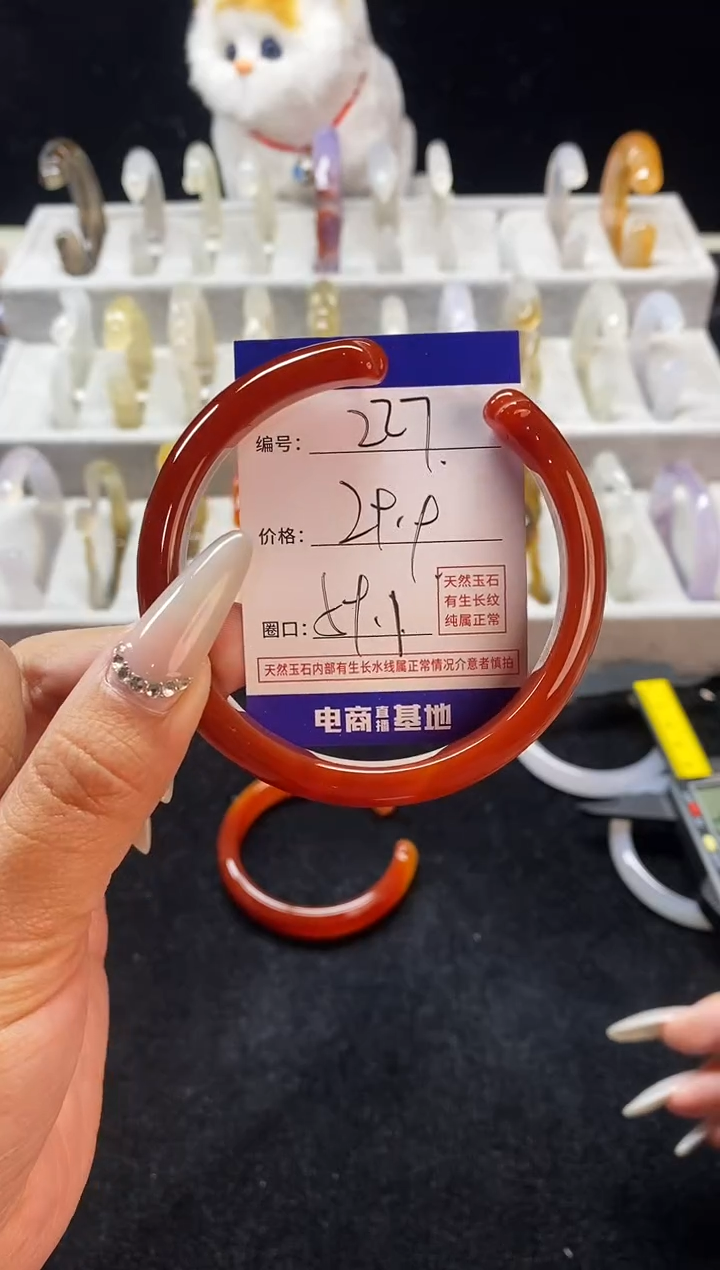 编号: 227.
价格: 29.9
圈口: 59.1
天然玉石
有生长纹
纯属正常
天然玉石内部有生长水线属正常情况介意者慎拍
电商直播基地